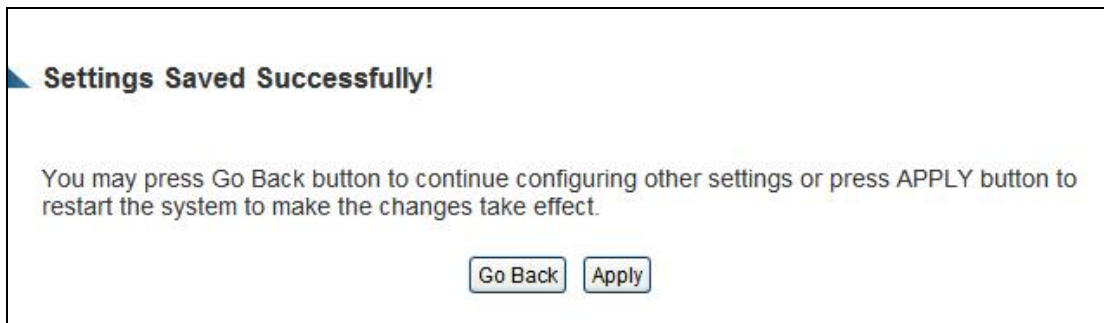 Settings Saved Successfully!
You may press Go Back button to continue configuring other settings or press APPLY button to
restart the system to make the changes take effect.
Go Back Apply